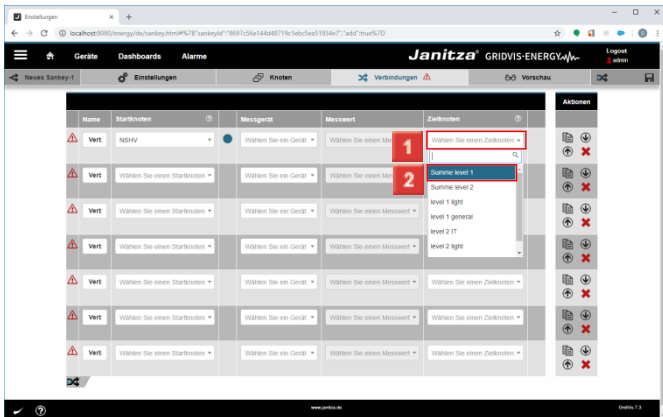 Einstellungen
localhost:8080/energy/de/sankey.html#%7B"sankeyId":"8697c56e144d48719c1ebc5ea51934e7","add":true%7D
Geräte Dashboards Alarme
Janitza® GRIDVIS-ENERGY
Logout
admin
Neues Sankey-1 Einstellungen Knoten Verbindungen Vorschau
Aktionen
Name Startknoten Messgerät Messwert Zielknoten
Vert NSHV Wählen Sie ein Gerät Wählen Sie einen Mes 1 Wählen Sie einen Zielknoten
2 Summe level 1
Vert Wählen Sie einen Startknoten Wählen Sie ein Gerät Wählen Sie einen Mes
Summe level 2
level 1 light
Vert Wählen Sie einen Startknoten Wählen Sie ein Gerät Wählen Sie einen Messwert
level 1 general
level 2 IT
Vert Wählen Sie einen Startknoten Wählen Sie ein Gerät Wählen Sie einen Messwert
level 2 light
Vert Wählen Sie einen Startknoten Wählen Sie ein Gerät Wählen Sie einen Messwert Wählen Sie einen Zielknoten
Vert Wählen Sie einen Startknoten Wählen Sie ein Gerät Wählen Sie einen Messwert Wählen Sie einen Zielknoten
Vert Wählen Sie einen Startknoten Wählen Sie ein Gerät Wählen Sie einen Messwert Wählen Sie einen Zielknoten
www.janitza.de
GridVis 7.3